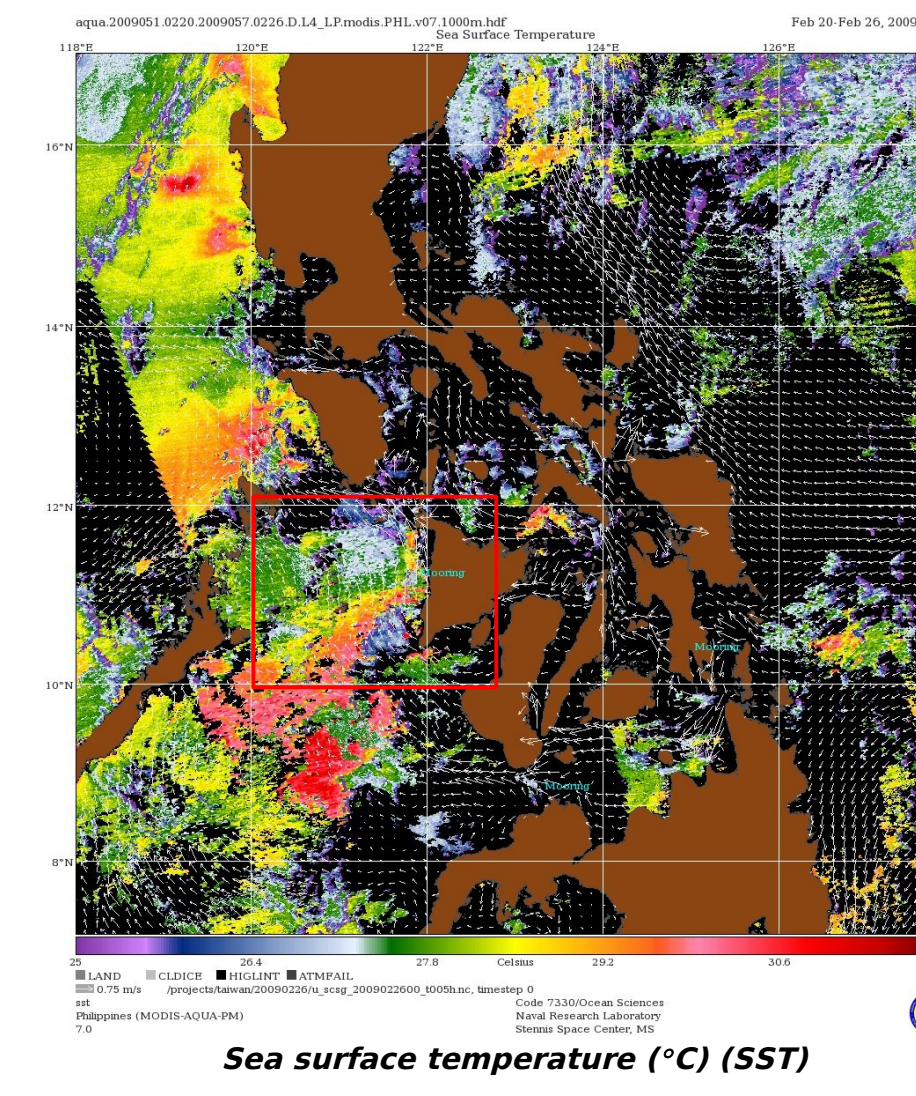 aqua.2009051.0220.2009057.0226.D.L4_LP.modis.PHL.v07.1000m.hdf
Feb 20-Feb 26, 2009
Sea Surface Temperature
118°E 120°E 122°E 124°E 126°E
16°N
14°N
12°N
Mooring
Mooring
10°N
Mooring
8°N
25 26.4 27.8 Celsius 29.2 30.6
LAND CLDICE HIGLINT ATMFAIL
0.75 m/s /projects/taiwan/20090226/u_scsg_2009022600_t005h.nc, timestep 0
sst Code 7330/Ocean Sciences
Philippines (MODIS-AQUA-PM) Naval Research Laboratory
7.0 Stennis Space Center, MS
Sea surface temperature (°C) (SST)